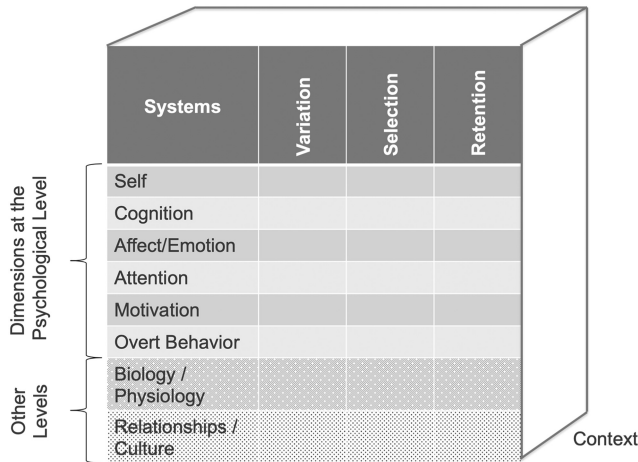 Systems
Variation
Selection
Retention
Dimensions at the
Psychological Level
Self
Cognition
Affect/Emotion
Attention
Motivation
Overt Behavior
Other
Levels
Biology /
Physiology
Relationships /
Culture
Context